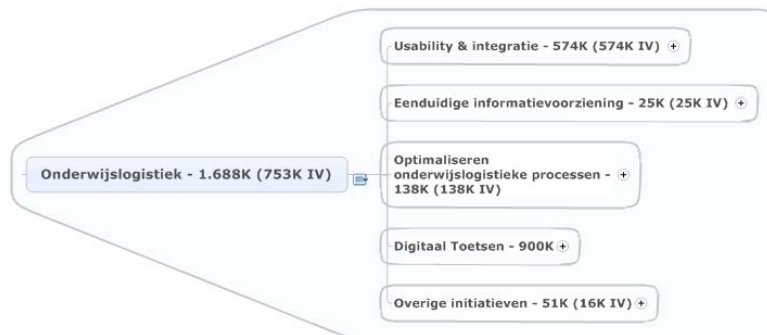 Usability & integratie - 574K (574K IV)
Eenduidige informatievoorziening - 25K (25K IV)
Onderwijslogistiek - 1.688K (753K IV)
Optimaliseren
onderwijslogistieke processen -
138K (138K IV)
Digitaal Toetsen - 900K
Overige initiatieven - 51K (16K IV)